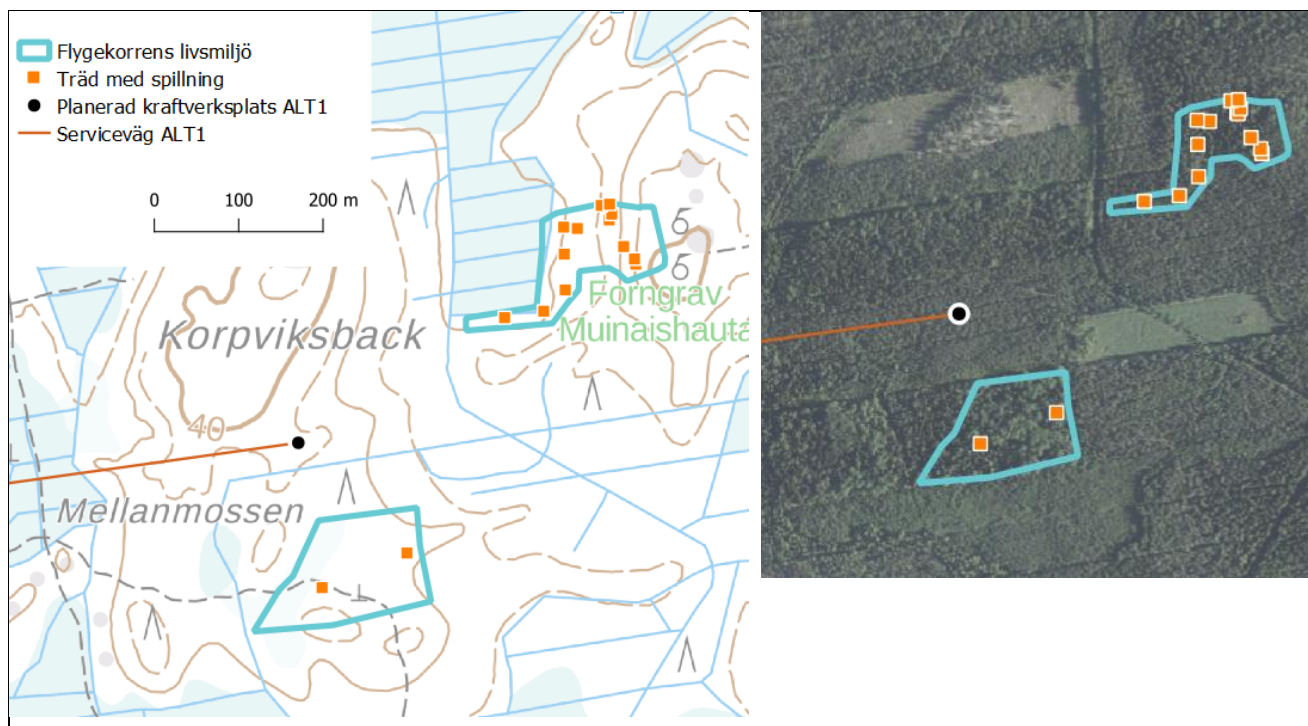 Flygekorrens livsmiljö
Träd med spillning
Planerad kraftverksplats ALT1
Serviceväg ALT1
0 100 200 m
Korpviksback
Forngrav
Muinaishauta
40
Mellanmossen